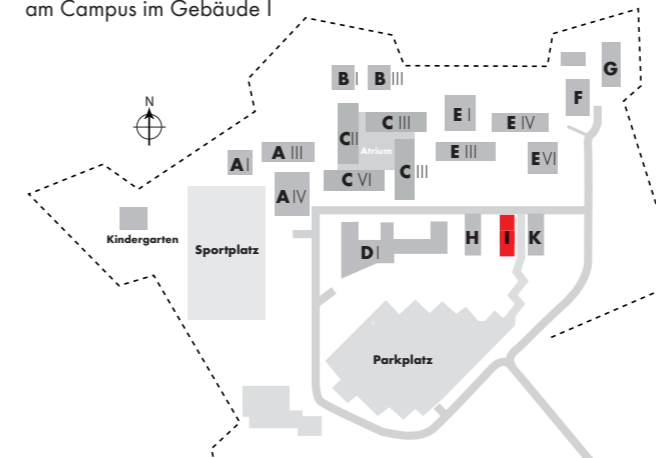 am Campus im Gebäude I
G
B I
B III
F
N
E I
C III
E IV
C II
Atrium
A III
E III
E VI
A I
C III
C VI
A IV
Kindergarten
Sportplatz
H
I
K
D I
Parkplatz